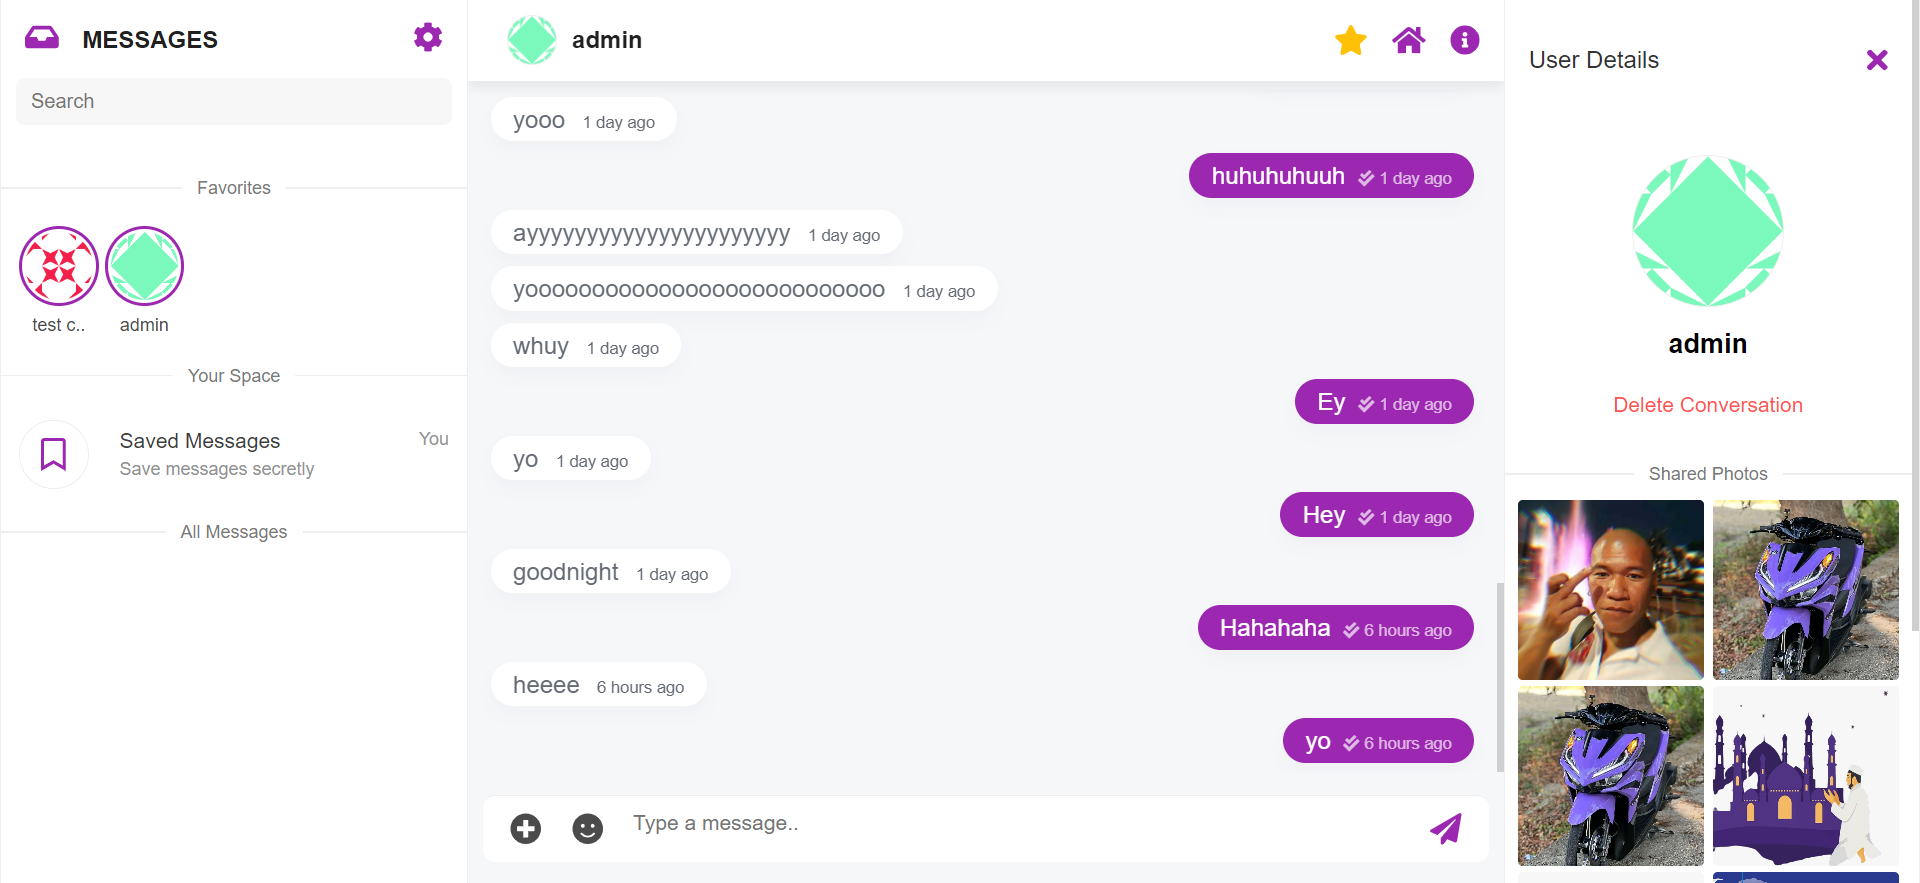 MESSAGES
Search
Favorites
test c..
admin
Your Space
Saved Messages
You
Save messages secretly
All Messages
admin
yooo 1 day ago
huhuhuhuuh 1 day ago
ayyyyyyyyyyyyyyyyyyyyyy 1 day ago
yooooooooooooooooooooooooooo 1 day ago
whuy 1 day ago
Ey 1 day ago
yo 1 day ago
Hey 1 day ago
goodnight 1 day ago
Hahahaha 6 hours ago
heeee 6 hours ago
yo 6 hours ago
Type a message..
User Details
admin
Delete Conversation
Shared Photos